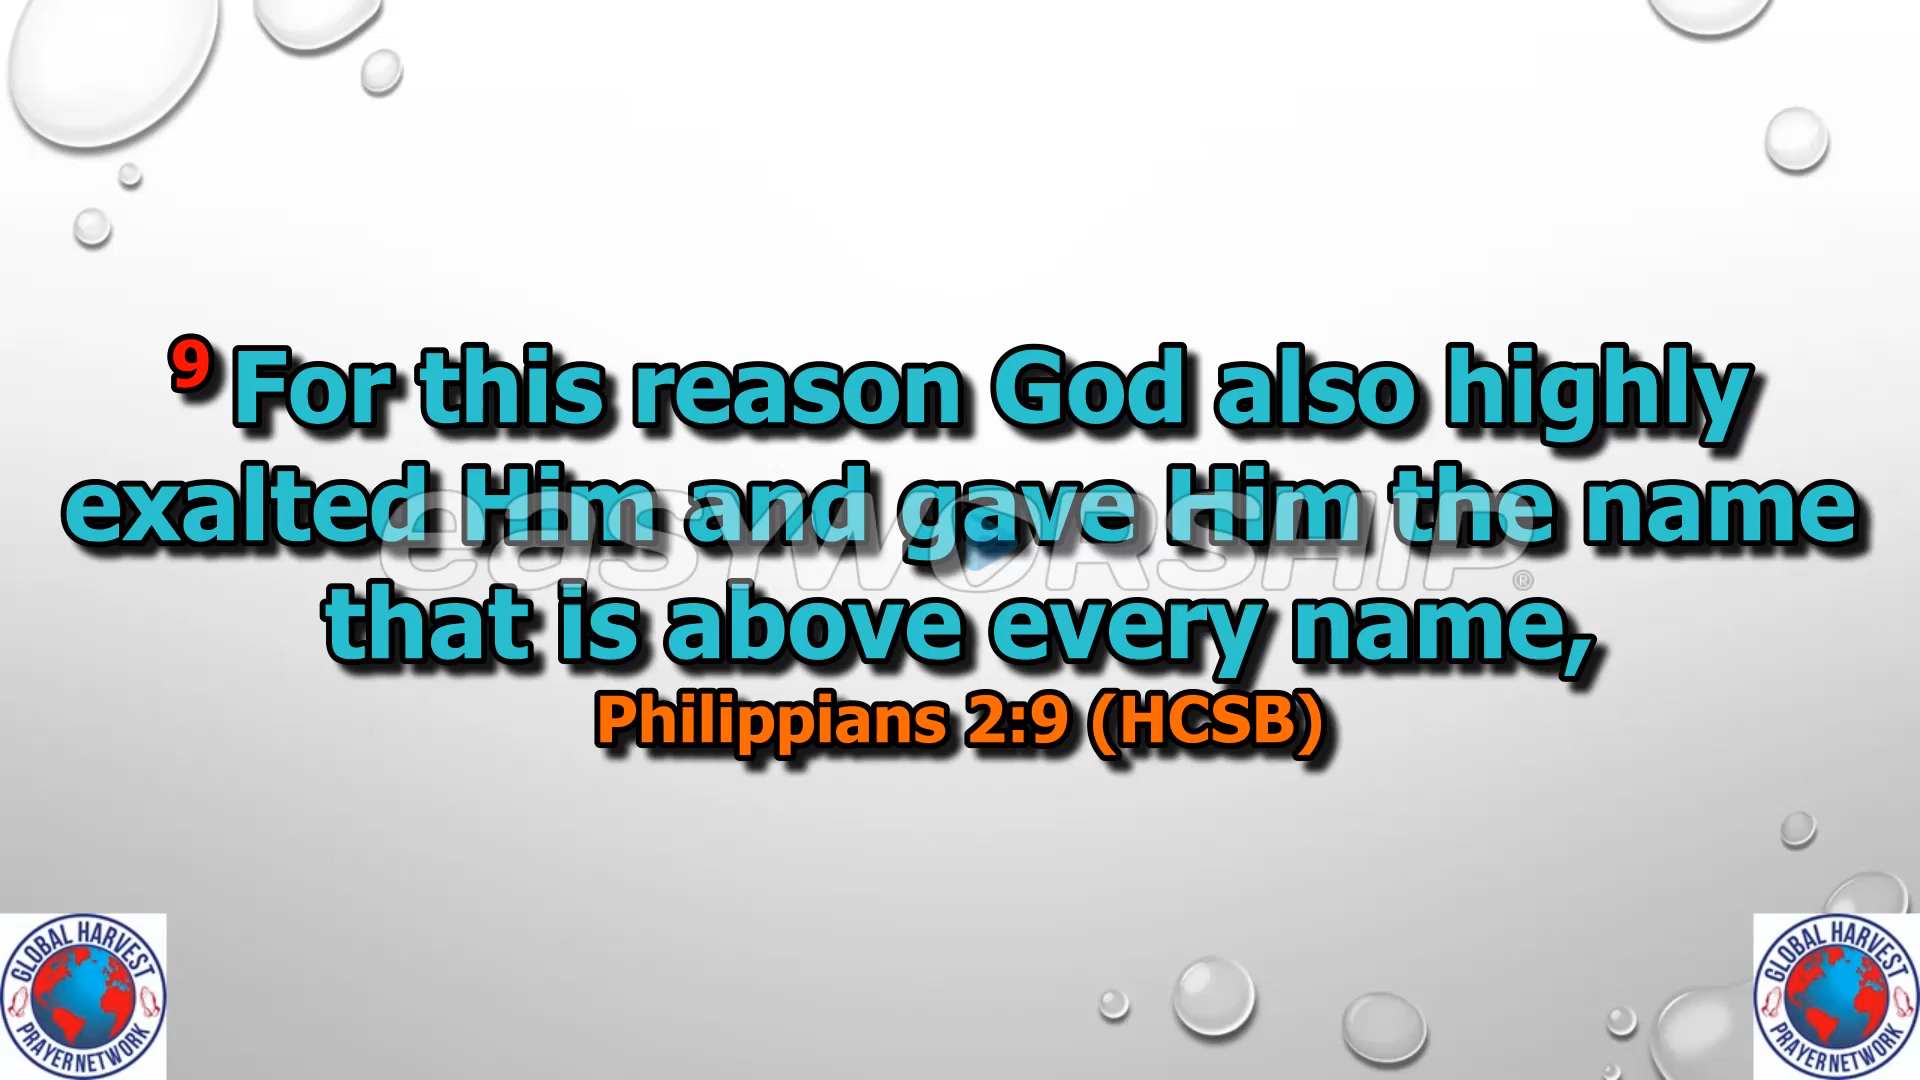 9 For this reason God also highly
exalted Him and gave Him the name
that is above every name,
Philippians 2:9 (HCSB)
easyWORSHIP®
GLOBAL HARVEST
PRAYER NETWORK
GLOBAL HARVEST
PRAYER NETWORK